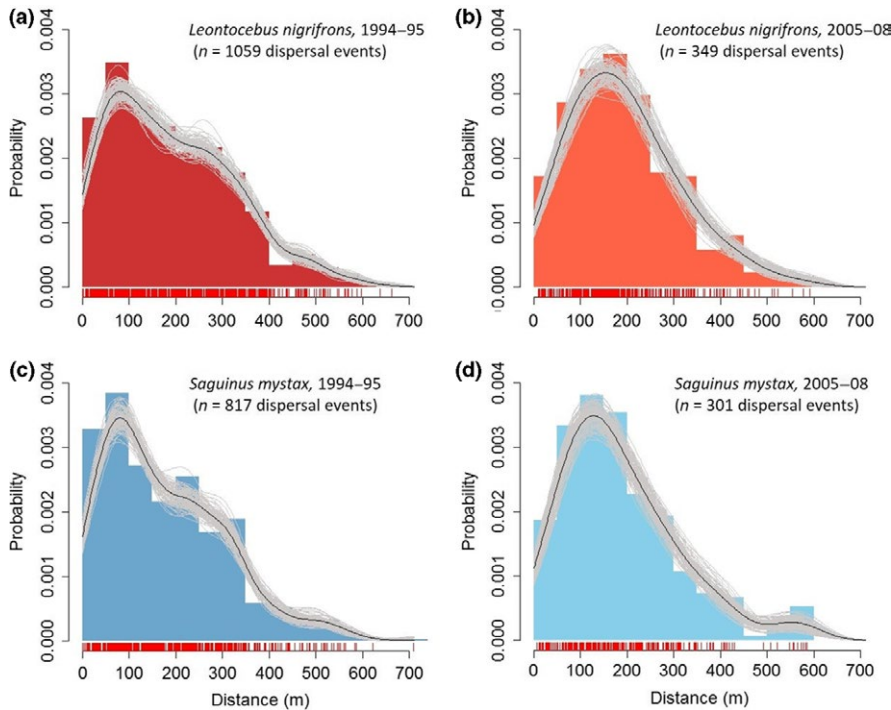 (a)
Leontocebus nigrifrons, 1994–95
(n = 1059 dispersal events)
Probability
0.000 0.001 0.002 0.003 0.004
0 100 200 300 400 500 600 700
(b)
Leontocebus nigrifrons, 2005–08
(n = 349 dispersal events)
Probability
0.000 0.001 0.002 0.003 0.004
0 100 200 300 400 500 600 700
(c)
Saguinus mystax, 1994–95
(n = 817 dispersal events)
Probability
0.000 0.001 0.002 0.003 0.004
0 100 200 300 400 500 600 700
Distance (m)
(d)
Saguinus mystax, 2005–08
(n = 301 dispersal events)
Probability
0.000 0.001 0.002 0.003 0.004
0 100 200 300 400 500 600 700
Distance (m)